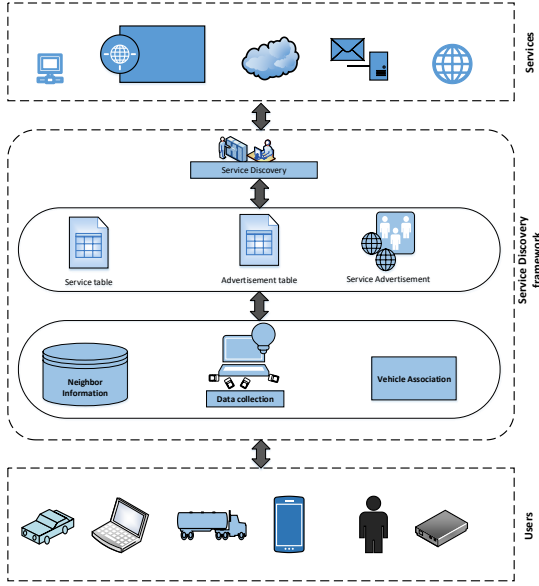 Services
Service Discovery
Service table
Advertisement table
Service Advertisement
Service Discovery
framework
Neighbor
Information
Data collection
Vehicle Association
Users